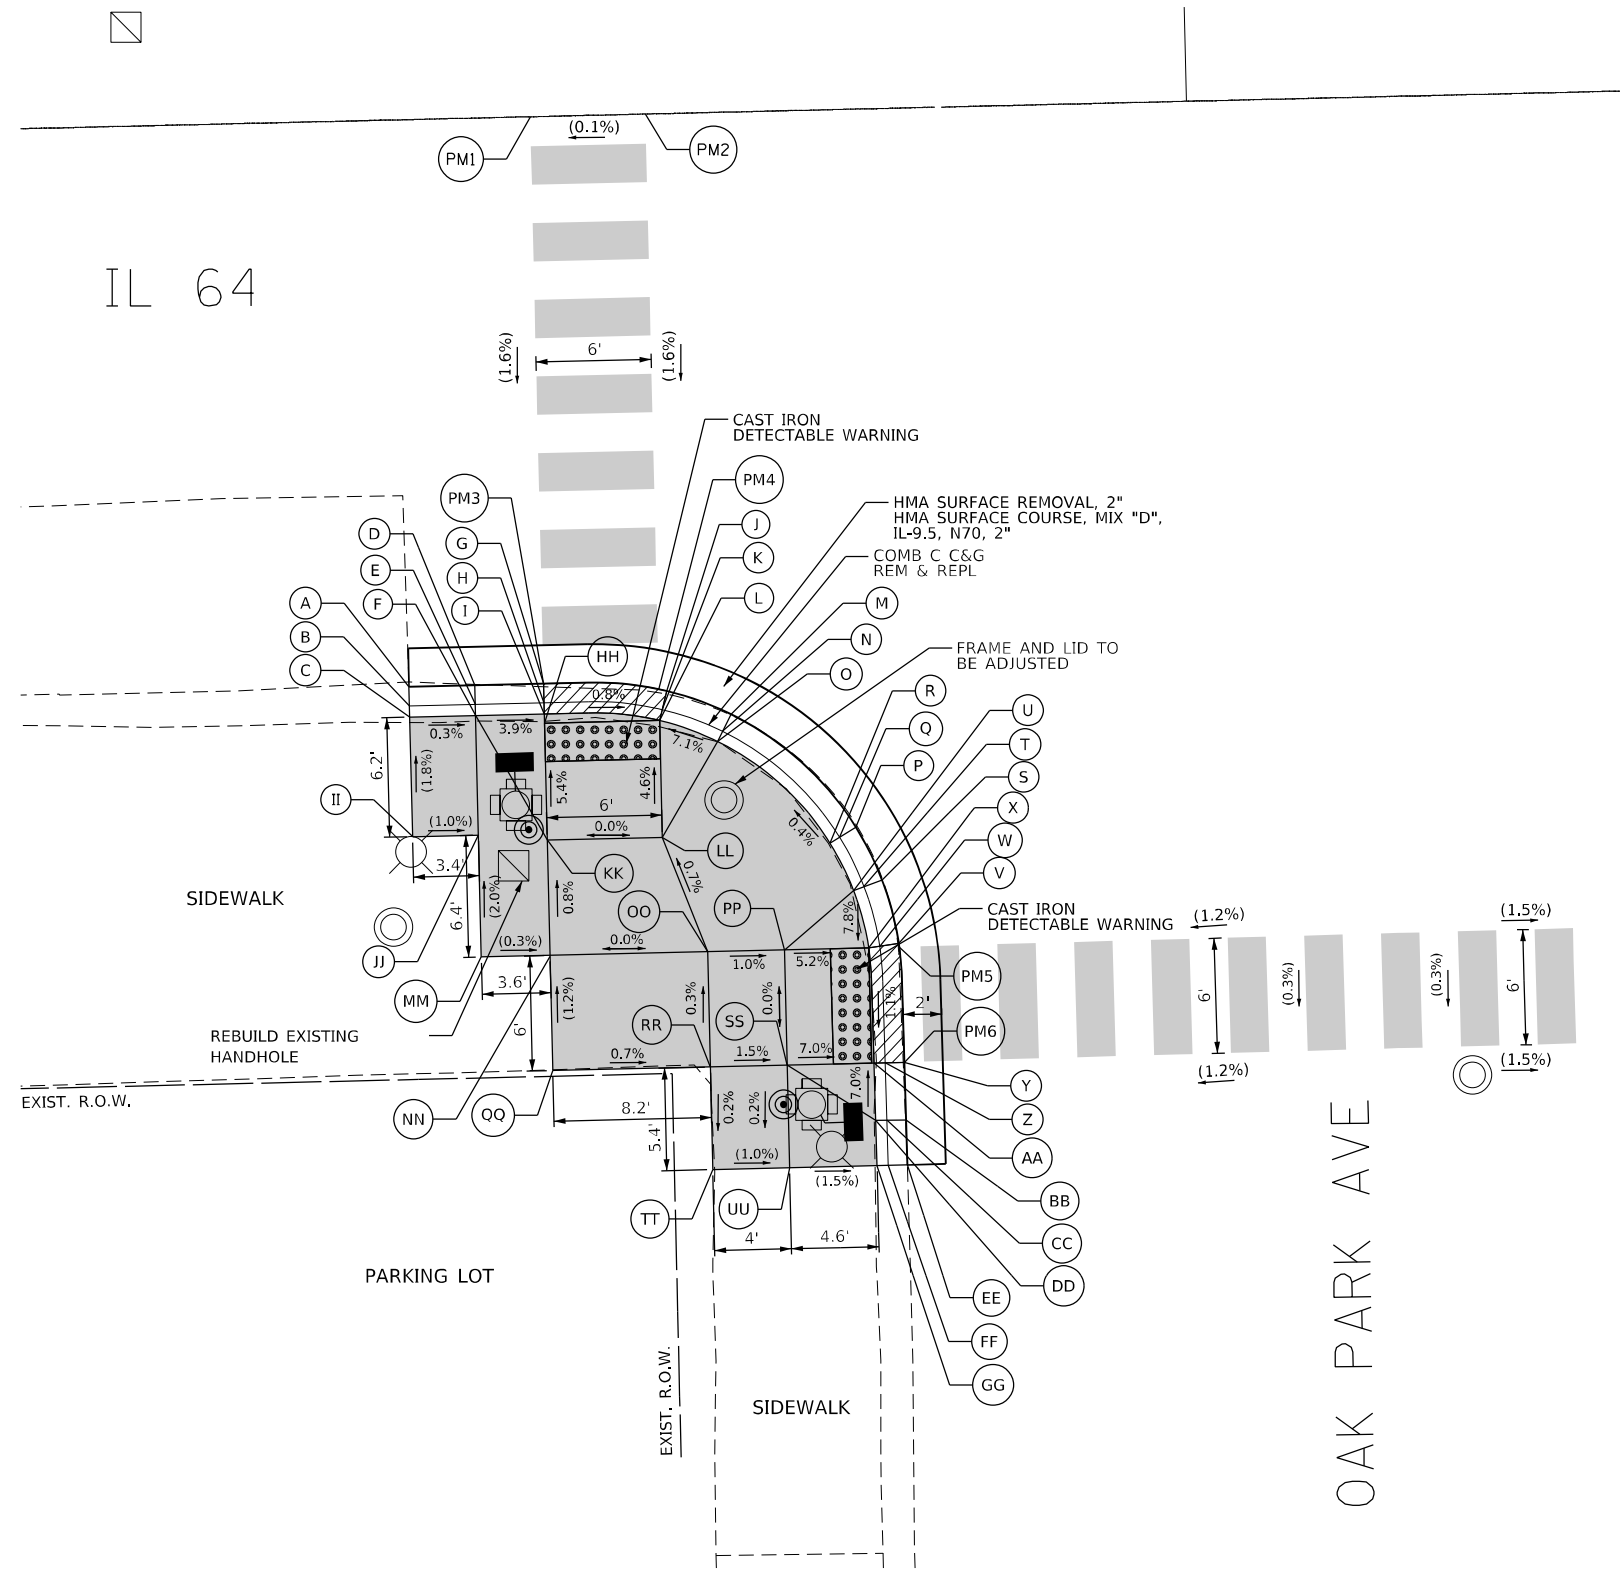 (0.1%)
PM1
PM2
IL 64
(1.6%)
6'
(1.6%)
CAST IRON
DETECTABLE WARNING
PM3
PM4
HMA SURFACE REMOVAL, 2"
HMA SURFACE COURSE, MIX "D",
IL-9.5, N70, 2"
COMB C C&G
REM & REPL
D
G
J
E
H
K
A
F
I
L
M
B
N
C
HH
O
FRAME AND LID TO
BE ADJUSTED
0.8%
R
U
0.3%
3.9%
7.1%
Q
T
6.2'
(1.8%)
P
S
5.4%
4.6%
II
6'
0.4%
X
(1.0%)
0.0%
W
3.4'
KK
LL
V
SIDEWALK
(2.0%)
0.8%
0.7%
OO
PP
7.8%
CAST IRON
DETECTABLE WARNING
(1.2%)
(1.5%)
6.4'
(0.3%)
0.0%
JJ
1.0%
5.2%
PM5
(0.3%)
(0.3%)
3.6'
MM
(1.2%)
0.3%
0.0%
1.1%
2'
6'
6'
REBUILD EXISTING
HANDHOLE
6'
RR
SS
PM6
0.7%
1.5%
7.0%
(1.2%)
(1.5%)
EXIST. R.O.W.
Y
7.0%
NN
QQ
8.2'
5.4'
0.2%
0.2%
Z
(1.0%)
AA
(1.5%)
TT
UU
BB
4'
4.6'
CC
PARKING LOT
DD
EE
FF
EXIST. R.O.W.
GG
SIDEWALK
OAK PARK AVE